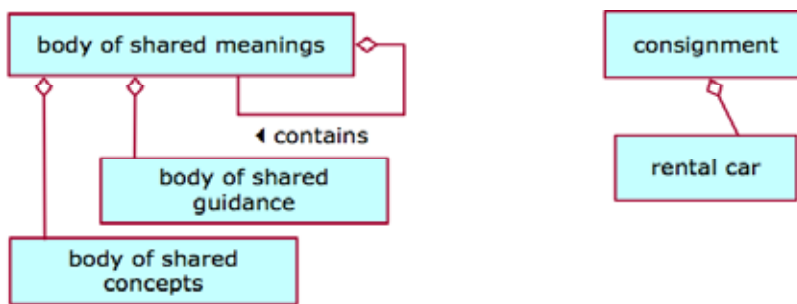 body of shared meanings
consignment
◀ contains
rental car
body of shared
guidance
body of shared
concepts